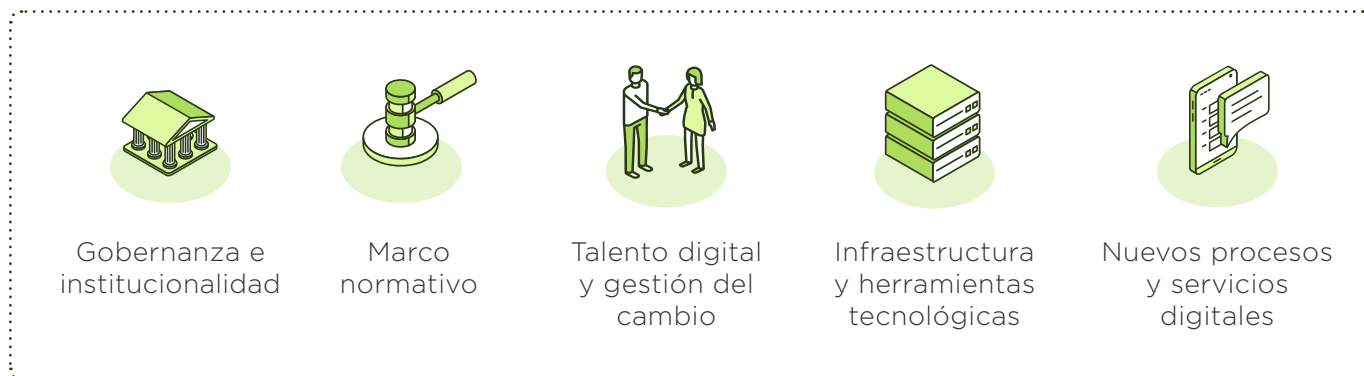 Gobernanza e
institucionalidad
Marco
normativo
Talento digital
y gestión del
cambio
Infraestructura
y herramientas
tecnológicas
Nuevos procesos
y servicios
digitales